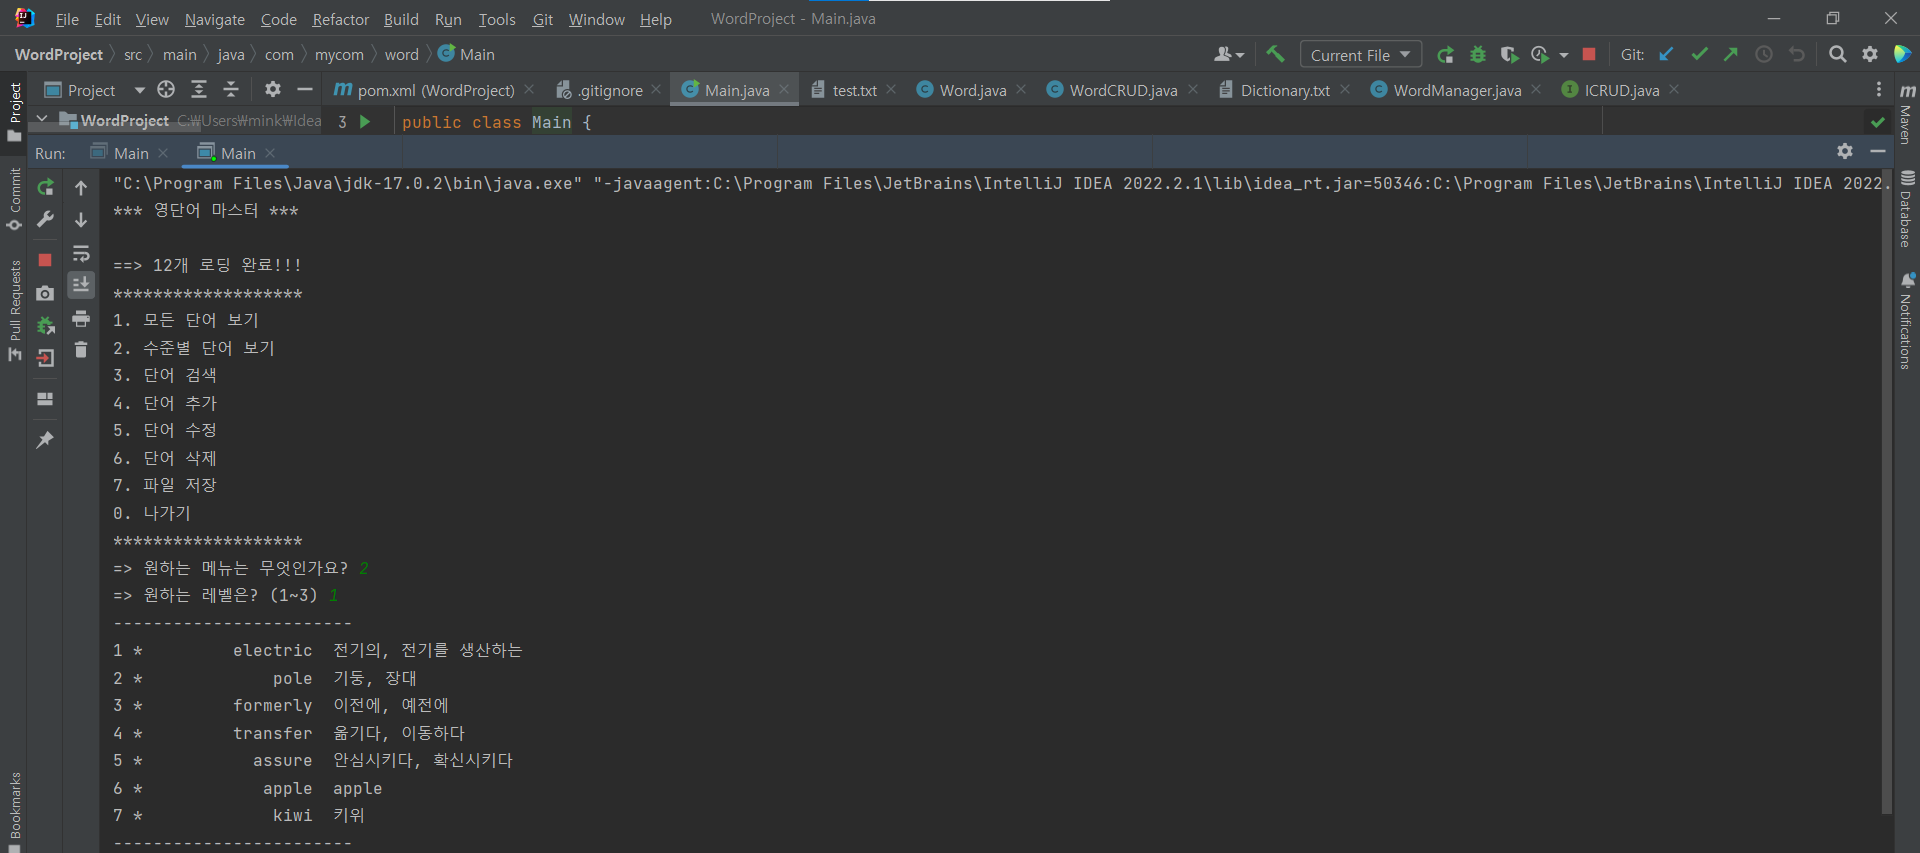 File Edit View Navigate Code Refactor Build Run Tools Git Window Help WordProject - Main.java
WordProject src main java com mycom word Main Current File Git:
Project pom.xml (WordProject) .gitignore Main.java test.txt Word.java WordCRUD.java Dictionary.txt WordManager.java ICRUD.java
WordProject C:₩Users₩mink₩Idea 3 public class Main {
Run: Main Main
"C:\Program Files\Java\jdk-17.0.2\bin\java.exe" "-javaagent:C:\Program Files\JetBrains\IntelliJ IDEA 2022.2.1\lib\idea_rt.jar=50346:C:\Program Files\JetBrains\IntelliJ IDEA 2022.
*** 영단어 마스터 ***
==> 12개 로딩 완료!!!
*******************
1. 모든 단어 보기
2. 수준별 단어 보기
3. 단어 검색
4. 단어 추가
5. 단어 수정
6. 단어 삭제
7. 파일 저장
0. 나가기
*******************
=> 원하는 메뉴는 무엇인가요? 2
=> 원하는 레벨은? (1~3) 1
------------------------
1 * electric 전기의, 전기를 생산하는
2 * pole 기둥, 장대
3 * formerly 이전에, 예전에
4 * transfer 옮기다, 이동하다
5 * assure 안심시키다, 확신시키다
6 * apple apple
7 * kiwi 키위
------------------------
Project
Commit
Pull Requests
Bookmarks
Maven
Database
Notifications